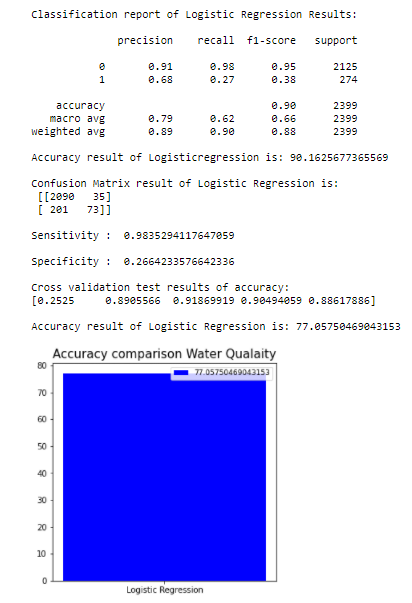 Classification report of Logistic Regression Results:
precision recall f1-score support
0 0.91 0.98 0.95 2125
1 0.68 0.27 0.38 274
accuracy 0.90 2399
macro avg 0.79 0.62 0.66 2399
weighted avg 0.89 0.90 0.88 2399
Accuracy result of Logisticregression is: 90.1625677365569
Confusion Matrix result of Logistic Regression is:
[[2090 35]
[ 201 73]]
Sensitivity : 0.9835294117647059
Specificity : 0.2664233576642336
Cross validation test results of accuracy:
[0.2525 0.8905566 0.91869919 0.90494059 0.88617886]
Accuracy result of Logistic Regression is: 77.05750469043153
Accuracy comparison Water Qualaity
77.05750469043153
80
70
60
50
40
30
20
10
0
Logistic Regression